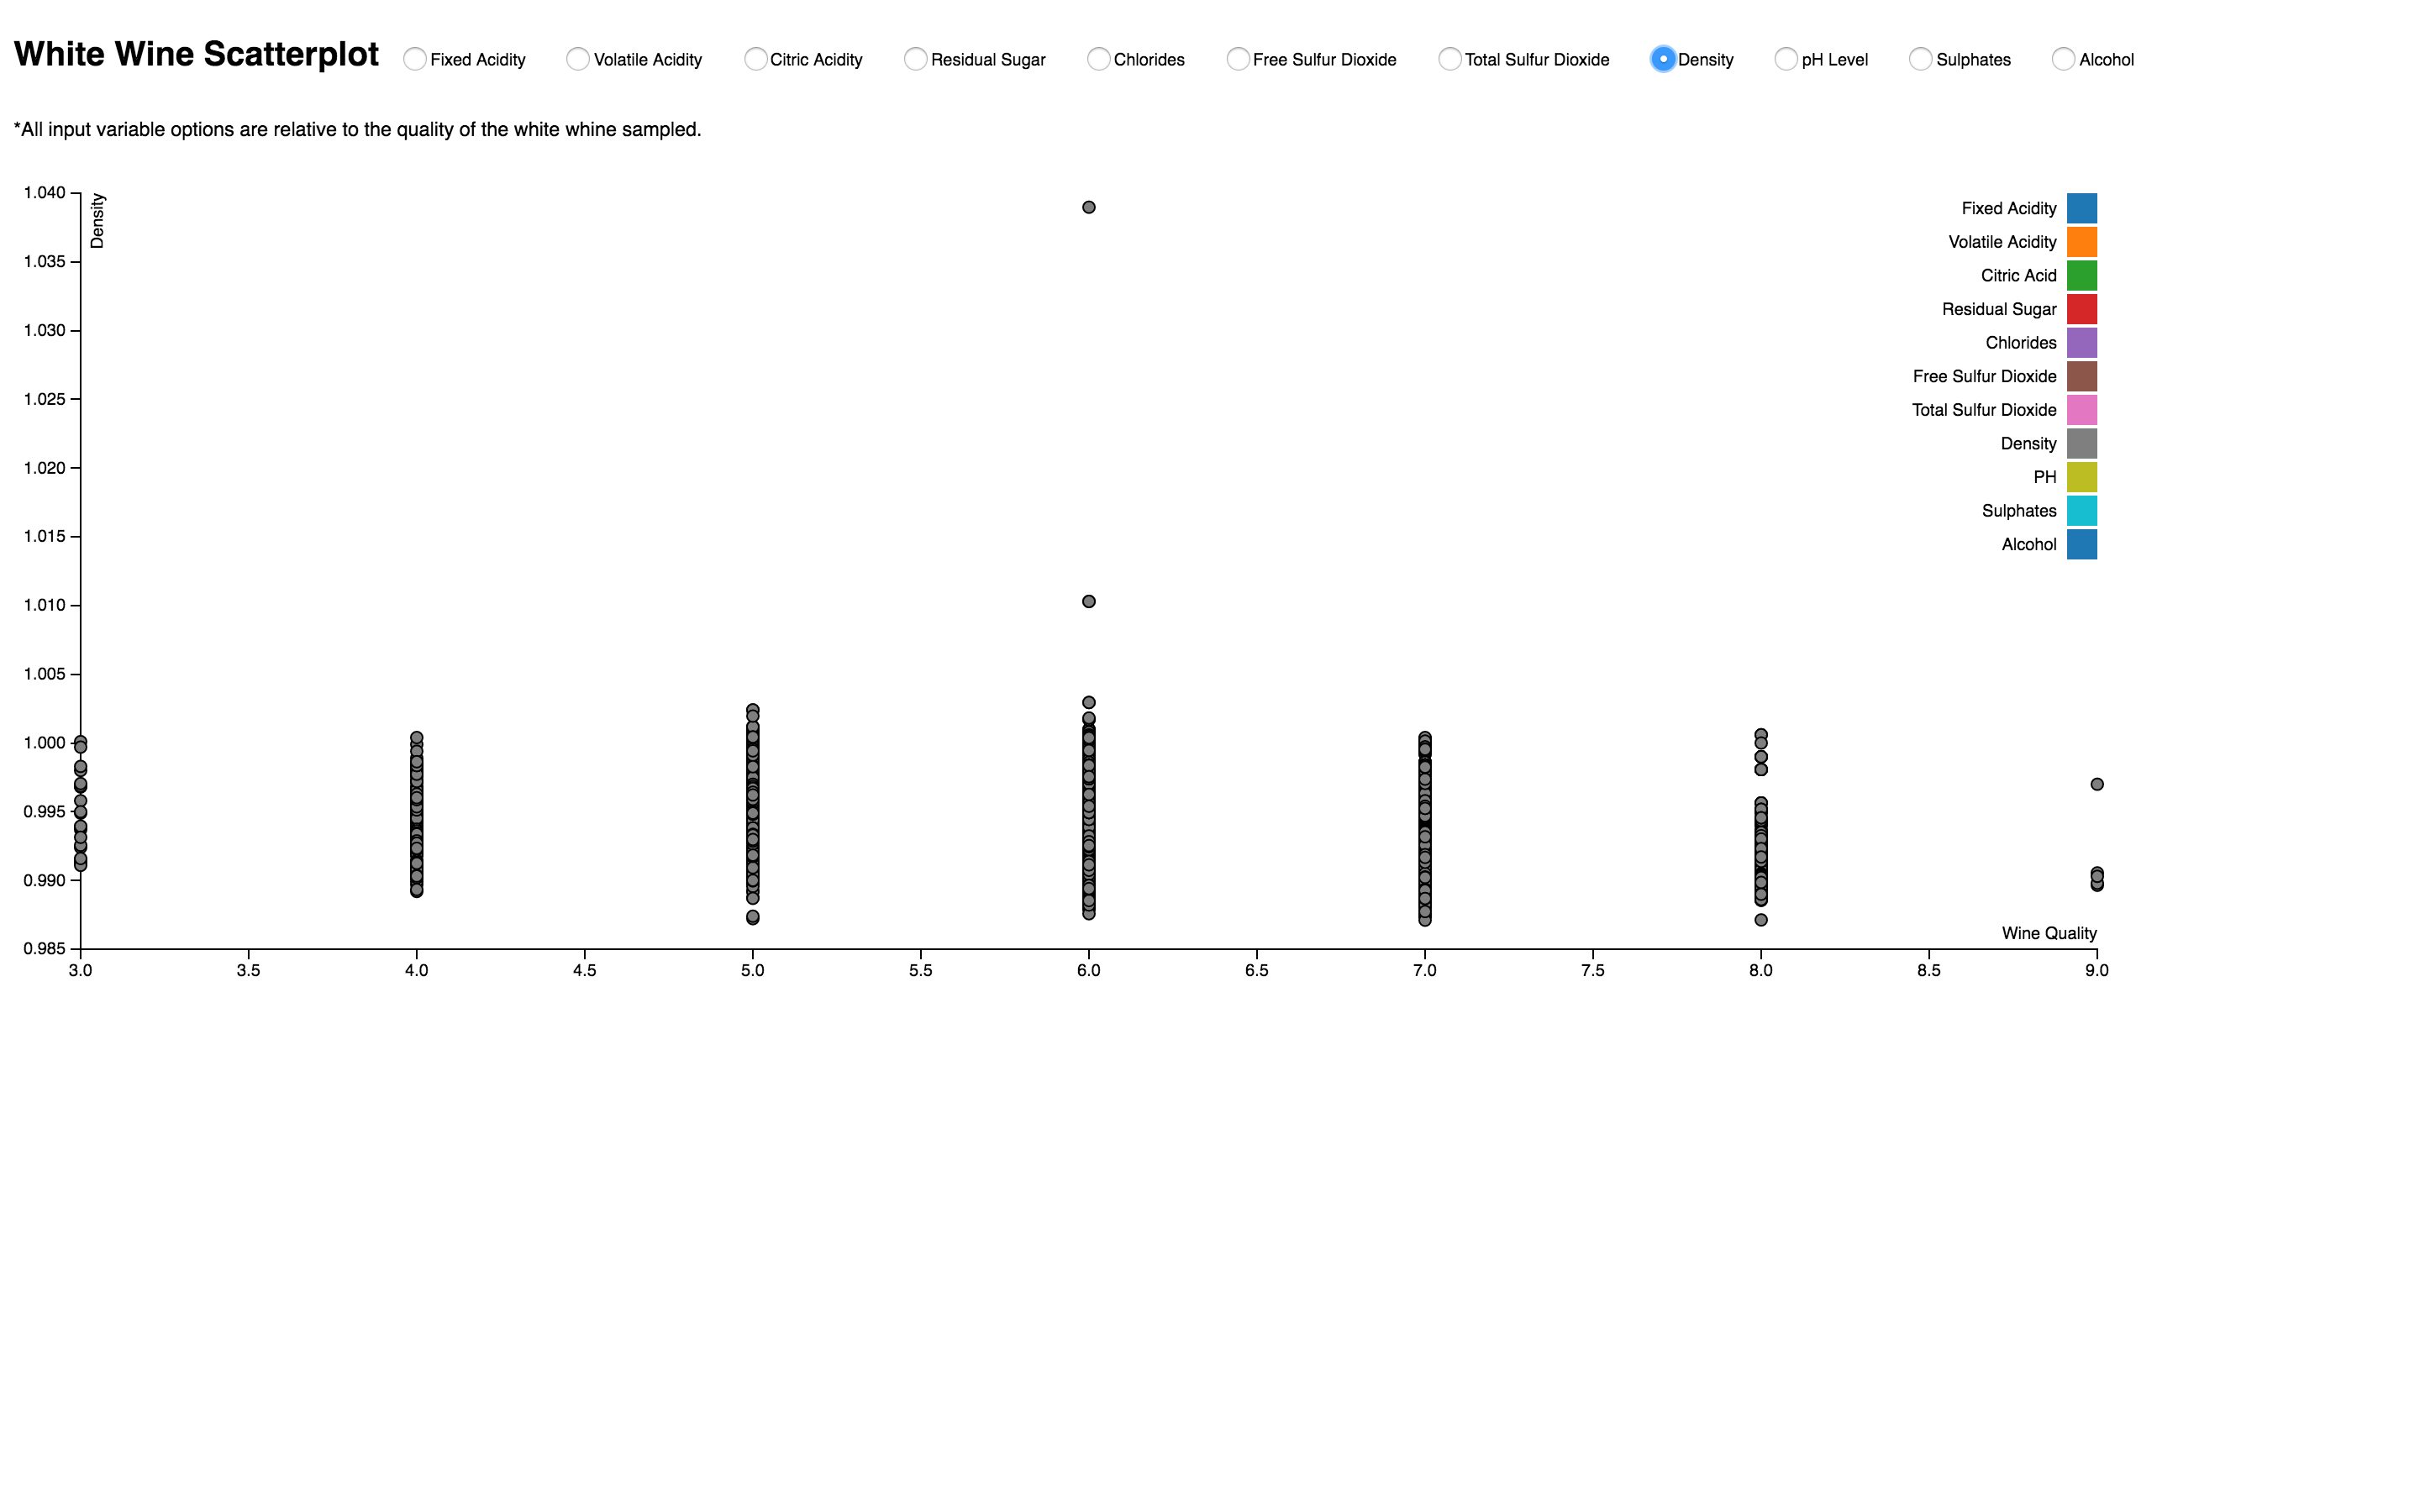 White Wine Scatterplot Fixed Acidity Volatile Acidity Citric Acidity Residual Sugar Chlorides Free Sulfur Dioxide Total Sulfur Dioxide Density pH Level Sulphates Alcohol
*All input variable options are relative to the quality of the white whine sampled.
1.040
Density
1.035
1.030
1.025
1.020
1.015
1.010
1.005
1.000
0.995
0.990
0.985
Fixed Acidity
Volatile Acidity
Citric Acid
Residual Sugar
Chlorides
Free Sulfur Dioxide
Total Sulfur Dioxide
Density
PH
Sulphates
Alcohol
Wine Quality
3.0 3.5 4.0 4.5 5.0 5.5 6.0 6.5 7.0 7.5 8.0 8.5 9.0